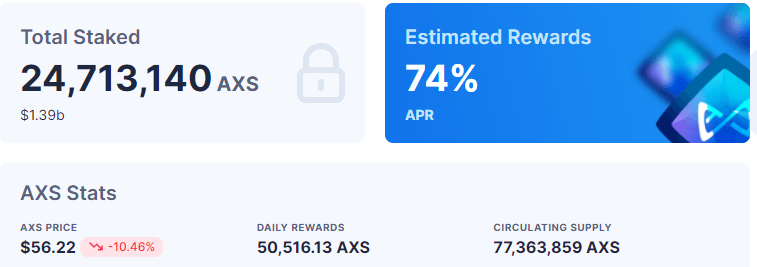 Total Staked
24,713,140 AXS
$1.39b
Estimated Rewards
74%
APR
AXS Stats
AXS PRICE
$56.22 -10.46%
DAILY REWARDS
50,516.13 AXS
CIRCULATING SUPPLY
77,363,859 AXS